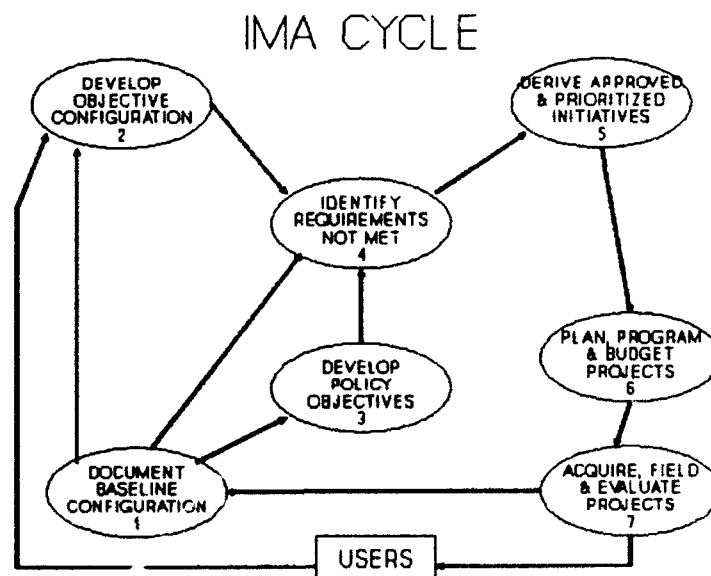 IMA CYCLE
DEVELOP
OBJECTIVE
CONFIGURATION
2
DERIVE APPROVED
& PRIORITIZED
INITIATIVES
5
IDENTIFY
REQUIREMENTS
NOT MET
4
DEVELOP
POLICY
OBJECTIVES
3
PLAN, PROGRAM
& BUDGET
PROJECTS
6
DOCUMENT
BASELINE
CONFIGURATION
1
ACQUIRE, FIELD
& EVALUATE
PROJECTS
7
USERS